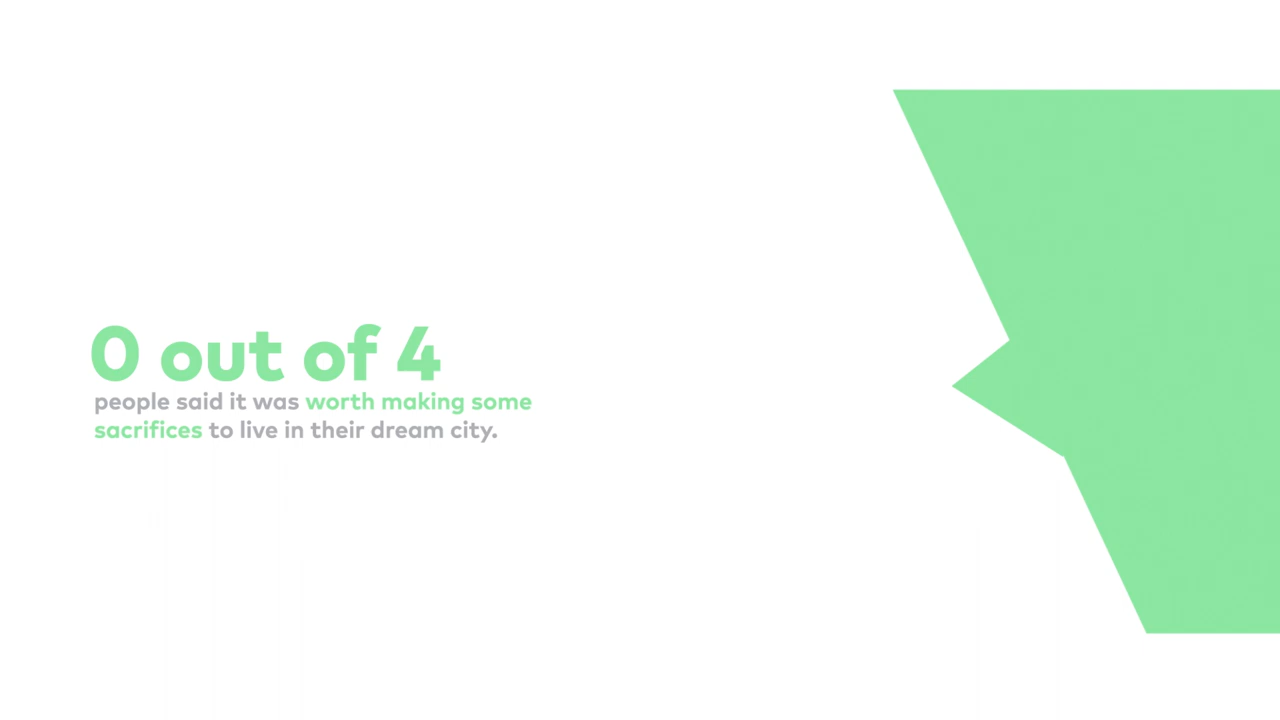 0 out of 4
people said it was worth making some
sacrifices to live in their dream city.